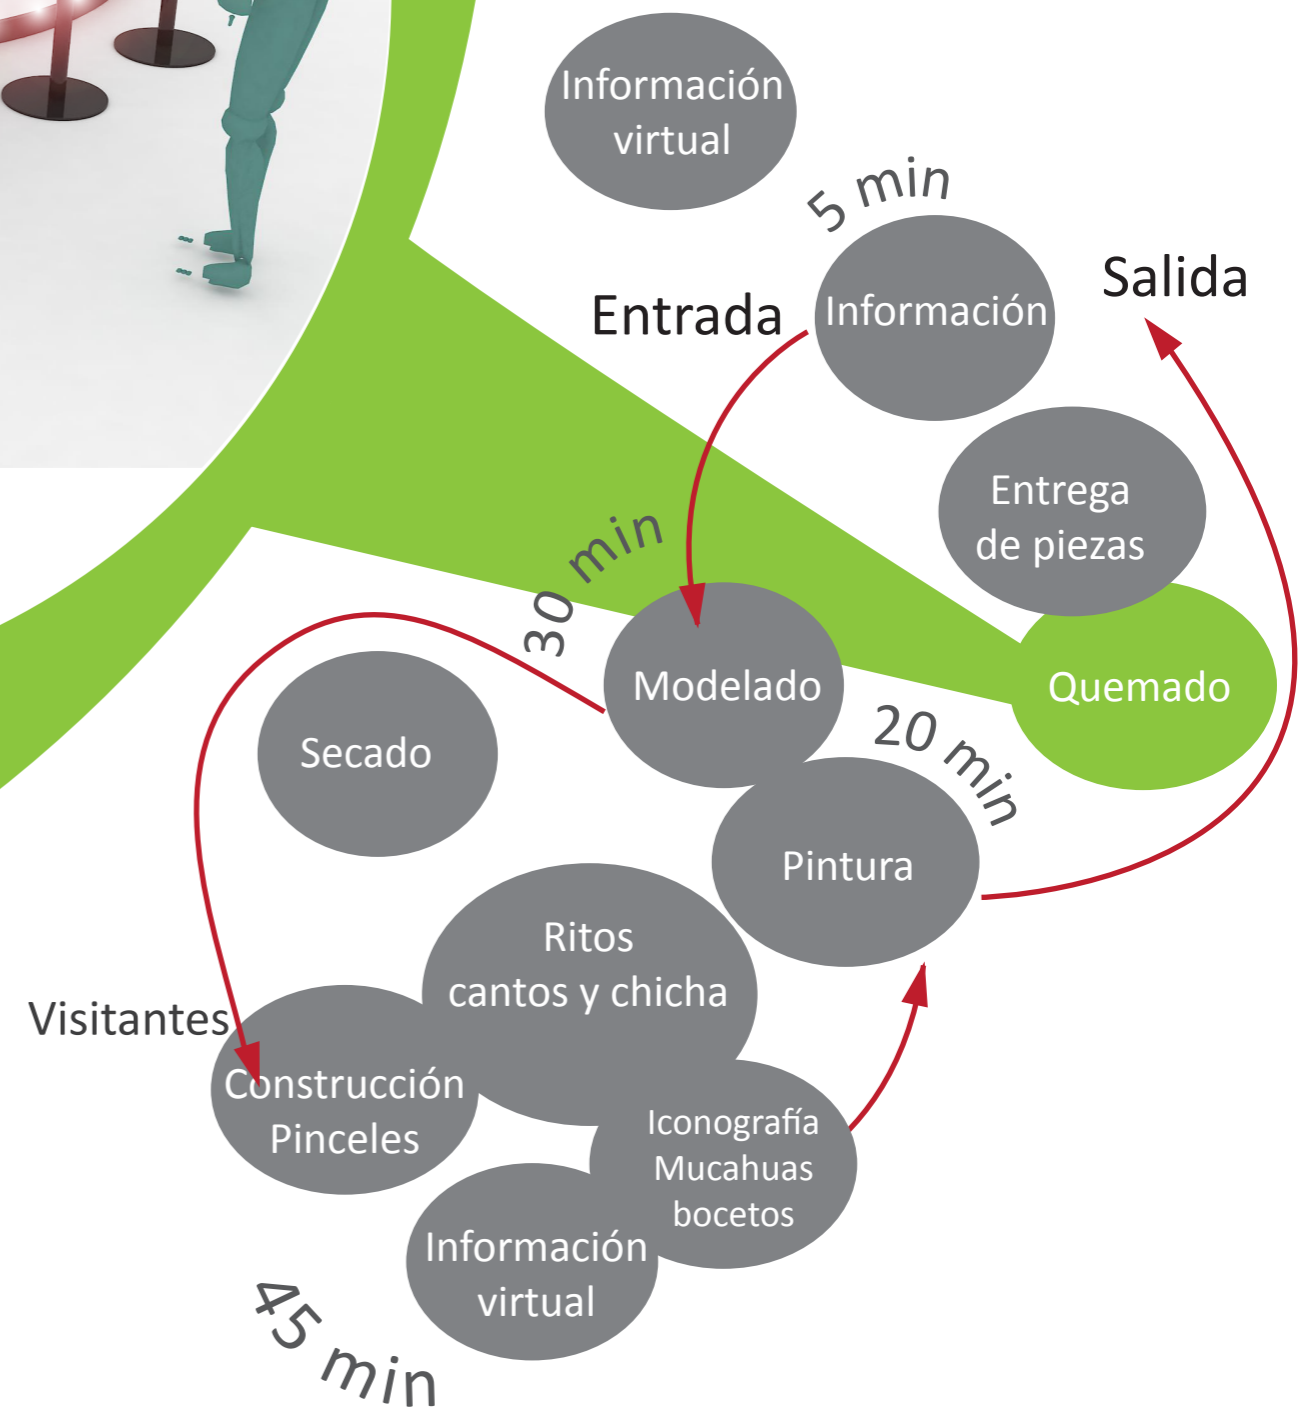 Información
virtual
5 min
Información
Entrada
Salida
Entrega
de piezas
30 min
Modelado
Quemado
20 min
Secado
Pintura
Ritos
cantos y chicha
Visitantes
Construcción
Pinceles
Iconografía
Mucahuas
bocetos
Información
virtual
45 min